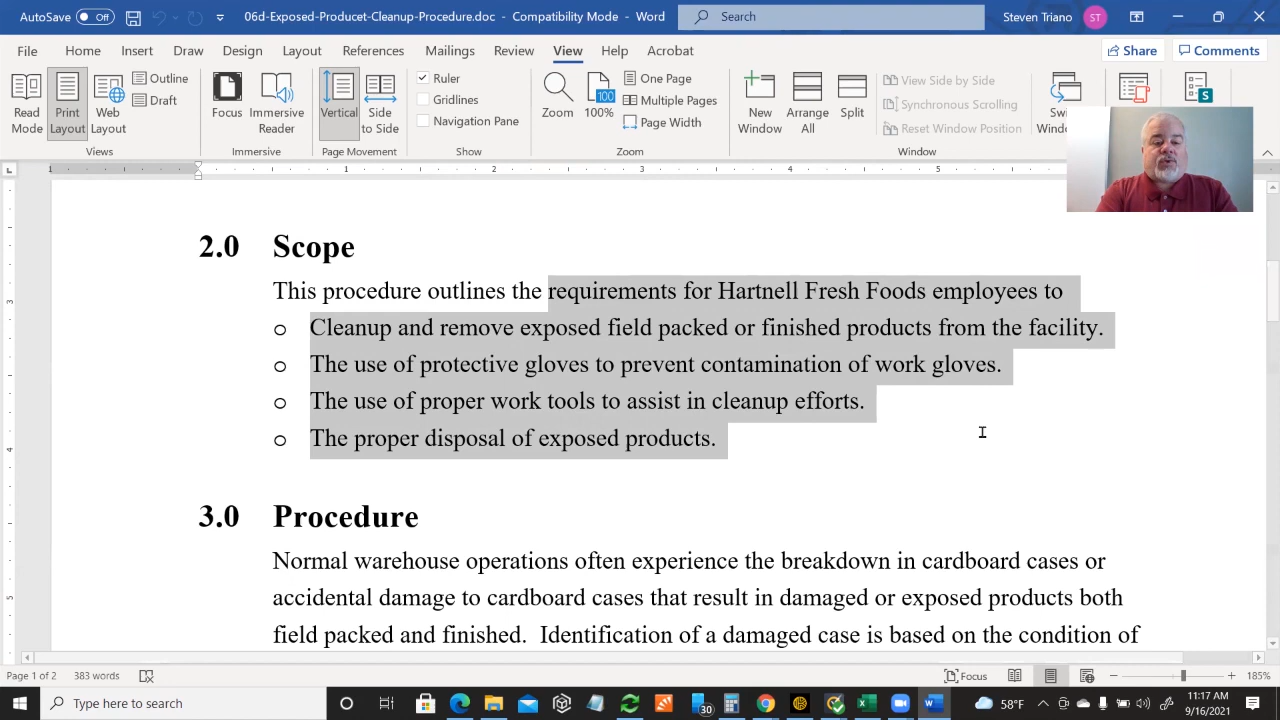 AutoSave Off 06d-Exposed-Producet-Cleanup-Procedure.doc - Compatibility Mode - Word Search Steven Triano ST
File Home Insert Draw Design Layout References Mailings Review View Help Acrobat Share Comments
Read Mode Print Layout Web Layout Outline Draft
Views
Focus Immersive Reader
Immersive
Vertical Side to Side
Page Movement
Ruler
Gridlines
Navigation Pane
Show
Zoom 100 100% One Page Multiple Pages Page Width
Zoom
New Window Arrange All Split View Side by Side Synchronous Scrolling Reset Window Position
Window
2.0 Scope
This procedure outlines the requirements for Hartnell Fresh Foods employees to
o Cleanup and remove exposed field packed or finished products from the facility.
o The use of protective gloves to prevent contamination of work gloves.
o The use of proper work tools to assist in cleanup efforts.
o The proper disposal of exposed products.
3.0 Procedure
Normal warehouse operations often experience the breakdown in cardboard cases or
accidental damage to cardboard cases that result in damaged or exposed products both
field packed and finished. Identification of a damaged case is based on the condition of
Page 1 of 2 383 words Focus 185%
Type here to search 30 58°F 11:17 AM
9/16/2021